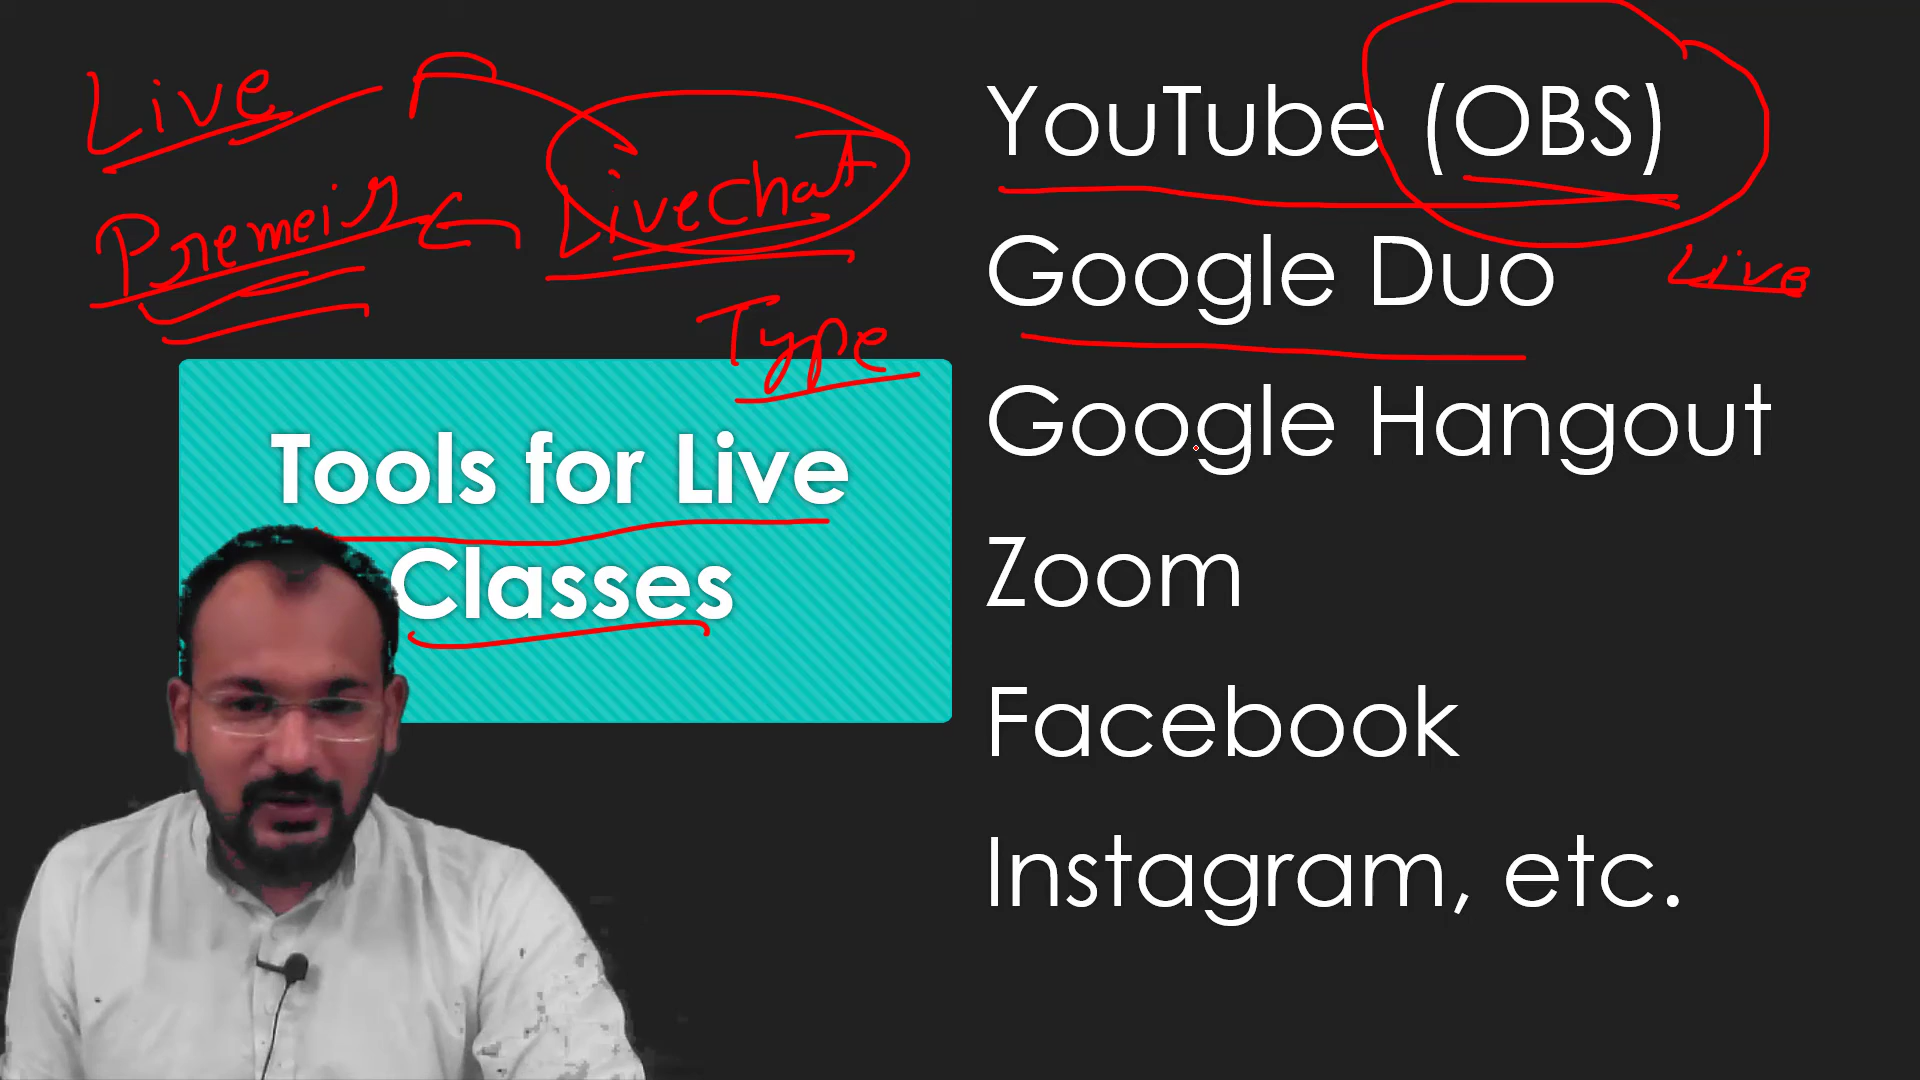 Live
Premeir
LiveChat
Type
Tools for Live
Classes
YouTube (OBS)
Live
Google Duo
Google Hangout
Zoom
Facebook
Instagram, etc.